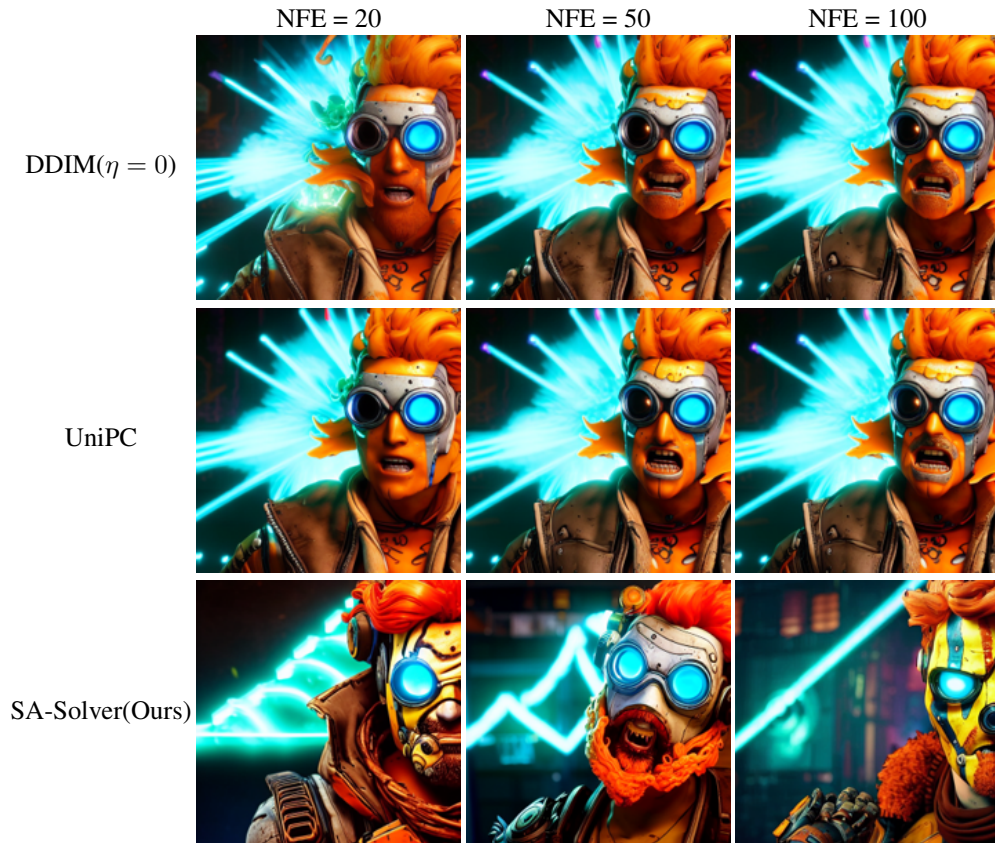 NFE = 20 NFE = 50 NFE = 100
DDIM(η = 0)
UniPC
SA-Solver(Ours)